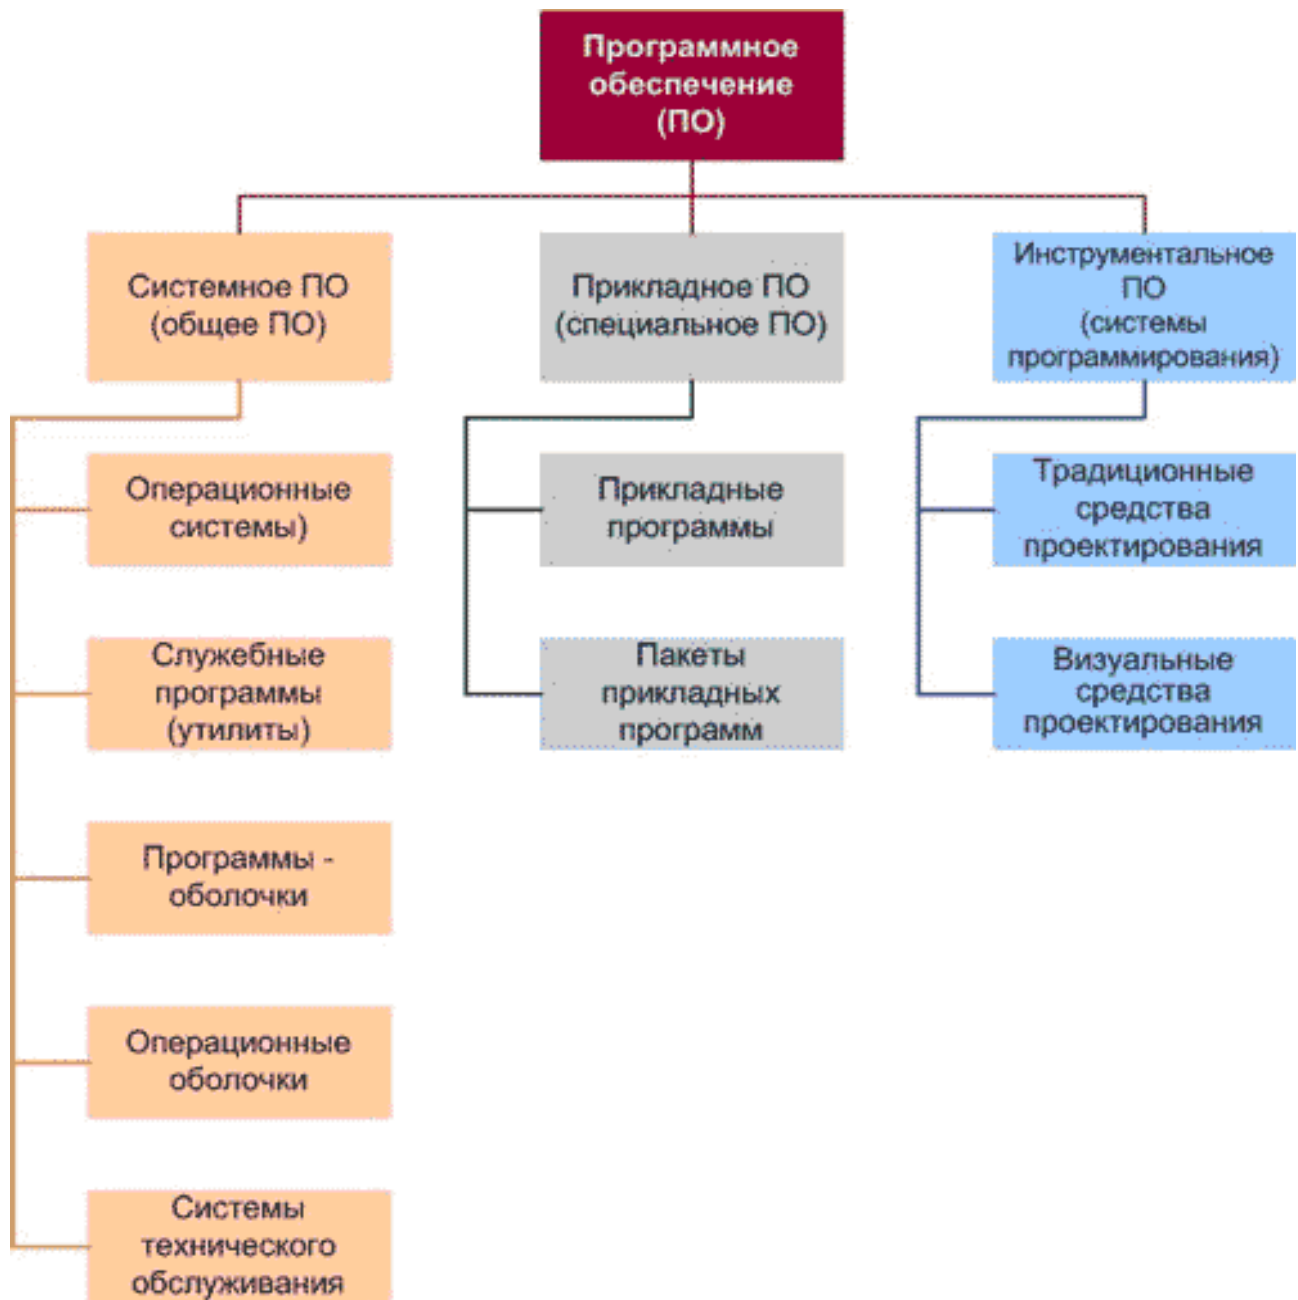 Программное
обеспечение
(ПО)
Системное ПО
(общее ПО)
Прикладное ПО
(специальное ПО)
Инструментальное
ПО
(системы
программирования)
Операционные
системы)
Служебные
программы
(утилиты)
Программы -
оболочки
Операционные
оболочки
Системы
технического
обслуживания
Прикладные
программы
Пакеты
прикладных
программ
Традиционные
средства
проектирования
Визуальные
средства
проектирования